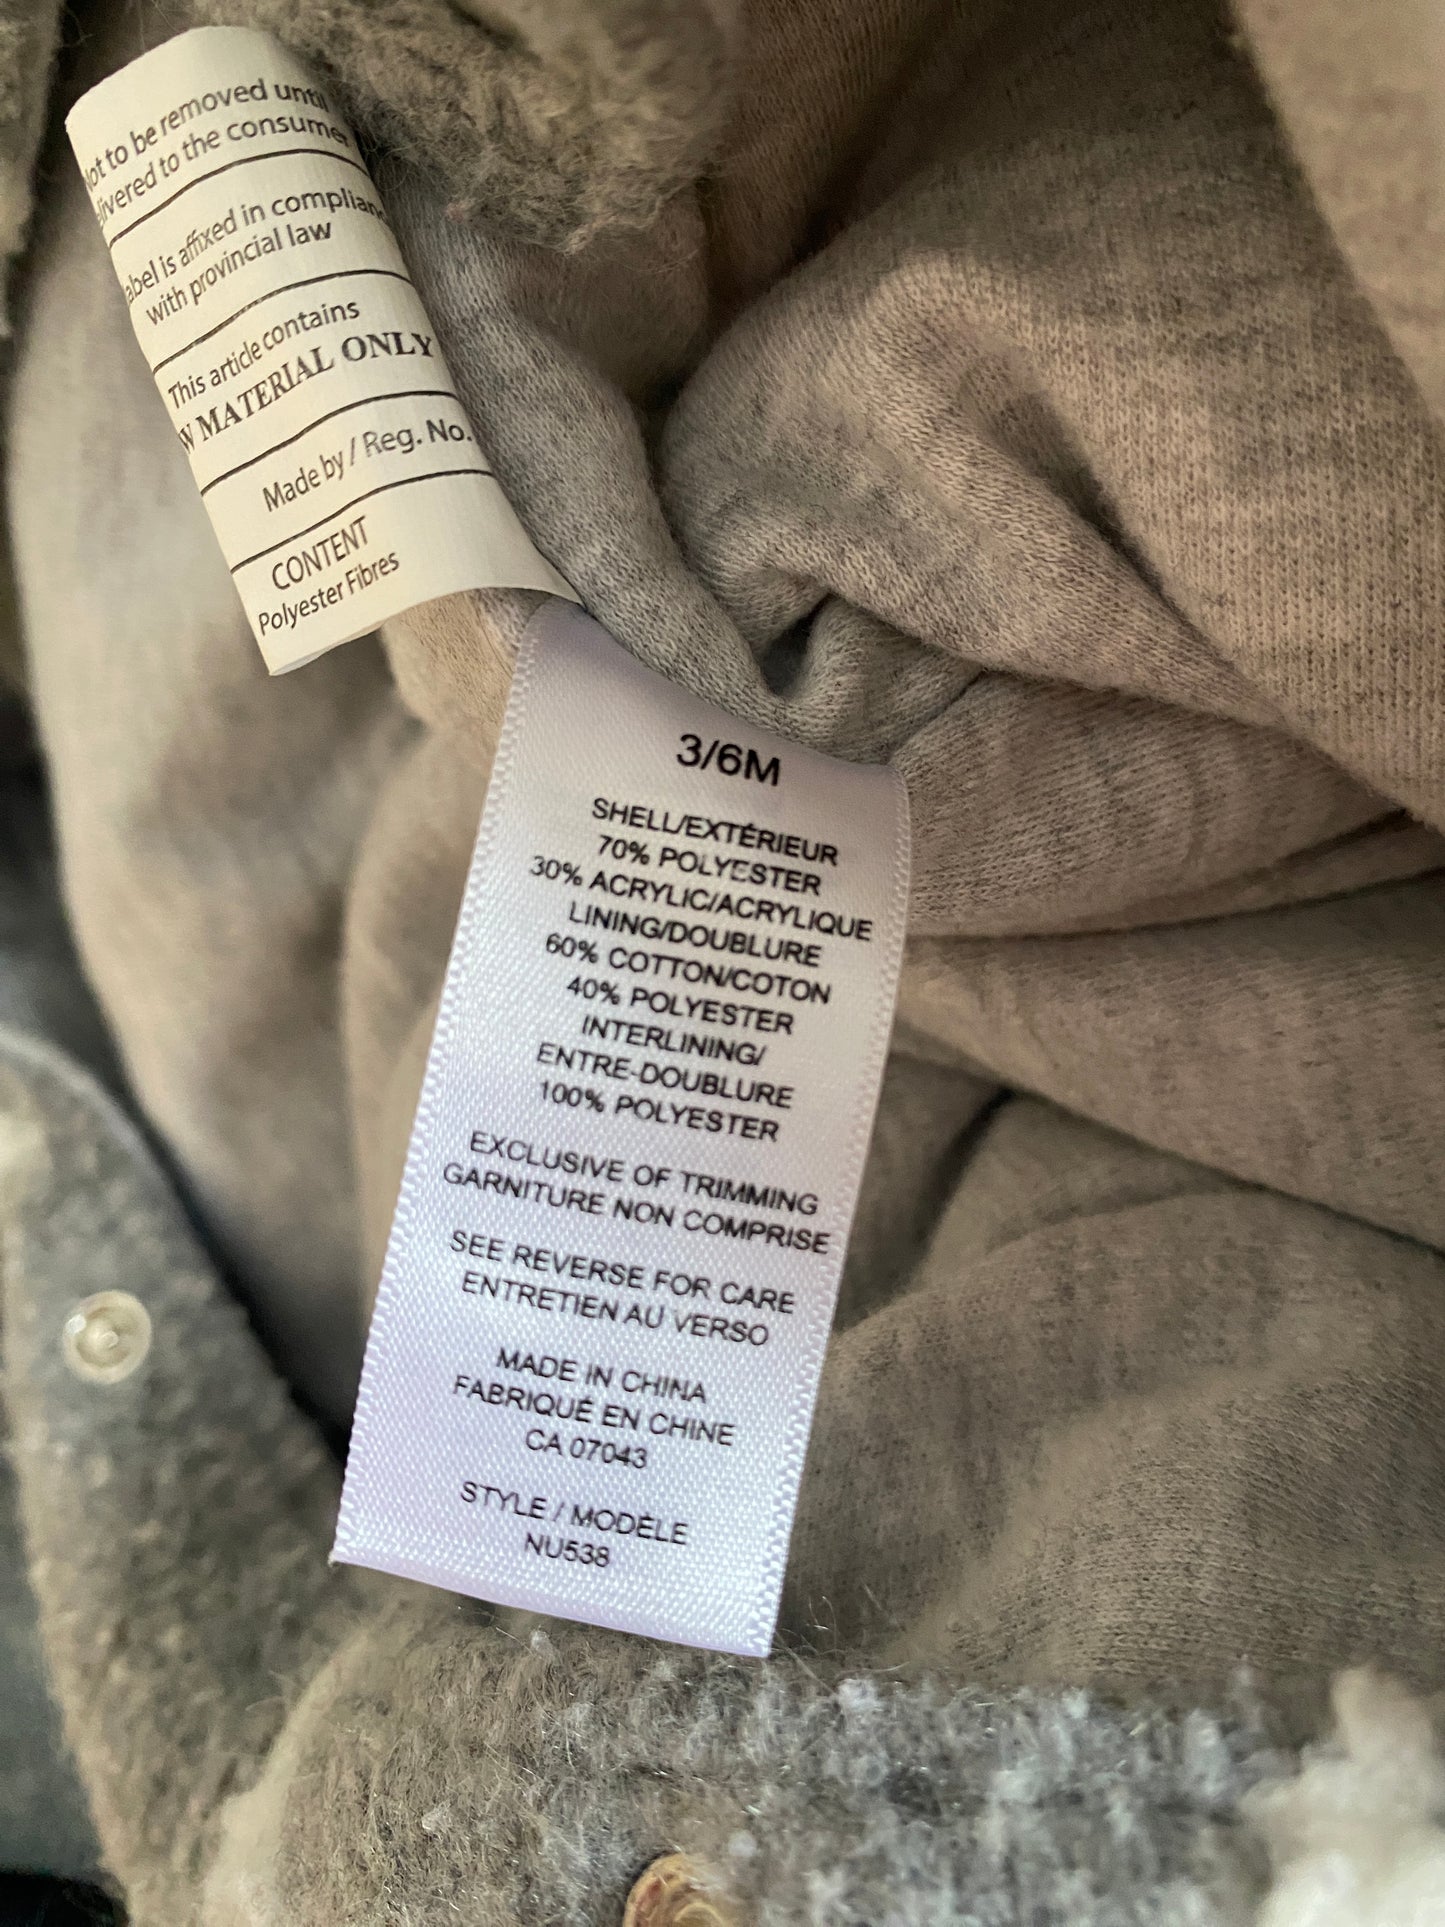 Not to be removed until
delivered to the consumer
label is affixed in complian
with provincial law
This article contains
W MATERIAL ONLY
Made by / Reg. No.
CONTENT
Polyester Fibres
3/6M
SHELL/EXTÉRIEUR
70% POLYESTER
30% ACRYLIC/ACRYLIQUE
LINING/DOUBLURE
60% COTTON/COTON
40% POLYESTER
INTERLINING/
ENTRE-DOUBLURE
100% POLYESTER
EXCLUSIVE OF TRIMMING
GARNITURE NON COMPRISE
SEE REVERSE FOR CARE
ENTRETIEN AU VERSO
MADE IN CHINA
FABRIQUÉ EN CHINE
CA 07043
STYLE / MODÈLE
NU538